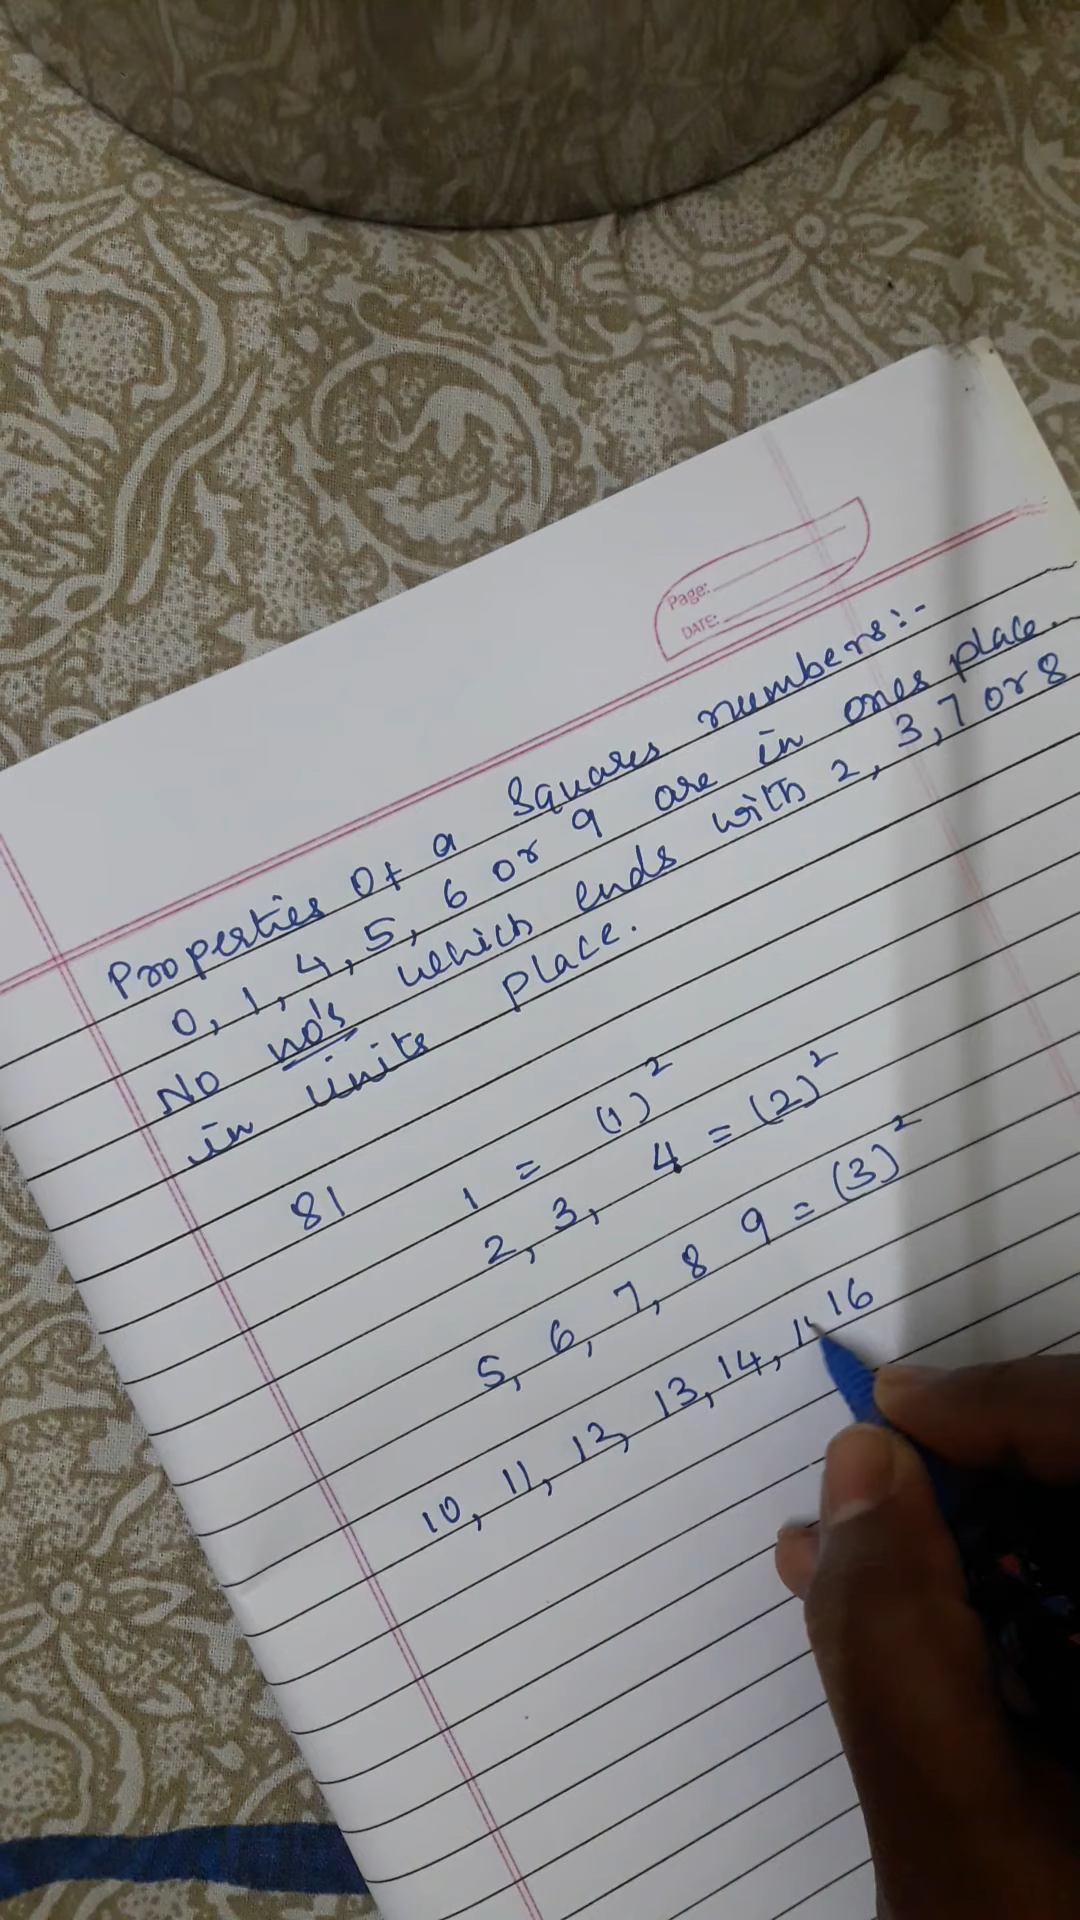 Page:
DATE:
Properties Of a Squares numbers:-
0, 1, 4, 5, 6 or 9 are in ones place.
No no's which ends with 2, 3, 7 or 8
in units place.
81 1 = (1)²
2, 3, 4 = (2)²
5, 6, 7, 8 9 = (3)²
10, 11, 12, 13, 14, 16